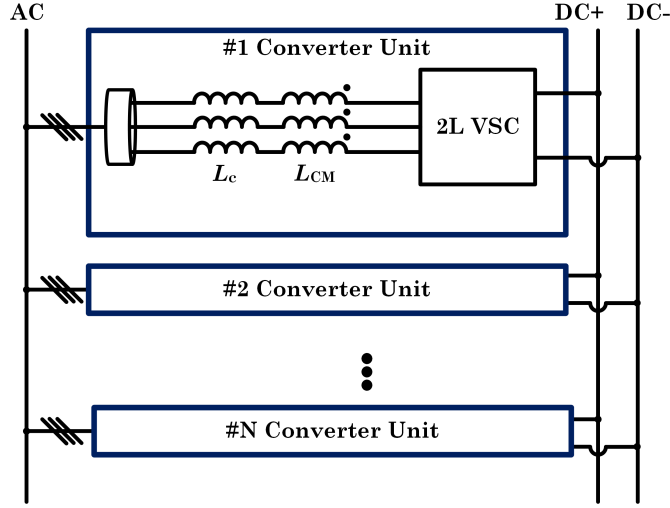 AC
DC+ DC-
#1 Converter Unit
2L VSC
Lc LCM
#2 Converter Unit
#N Converter Unit